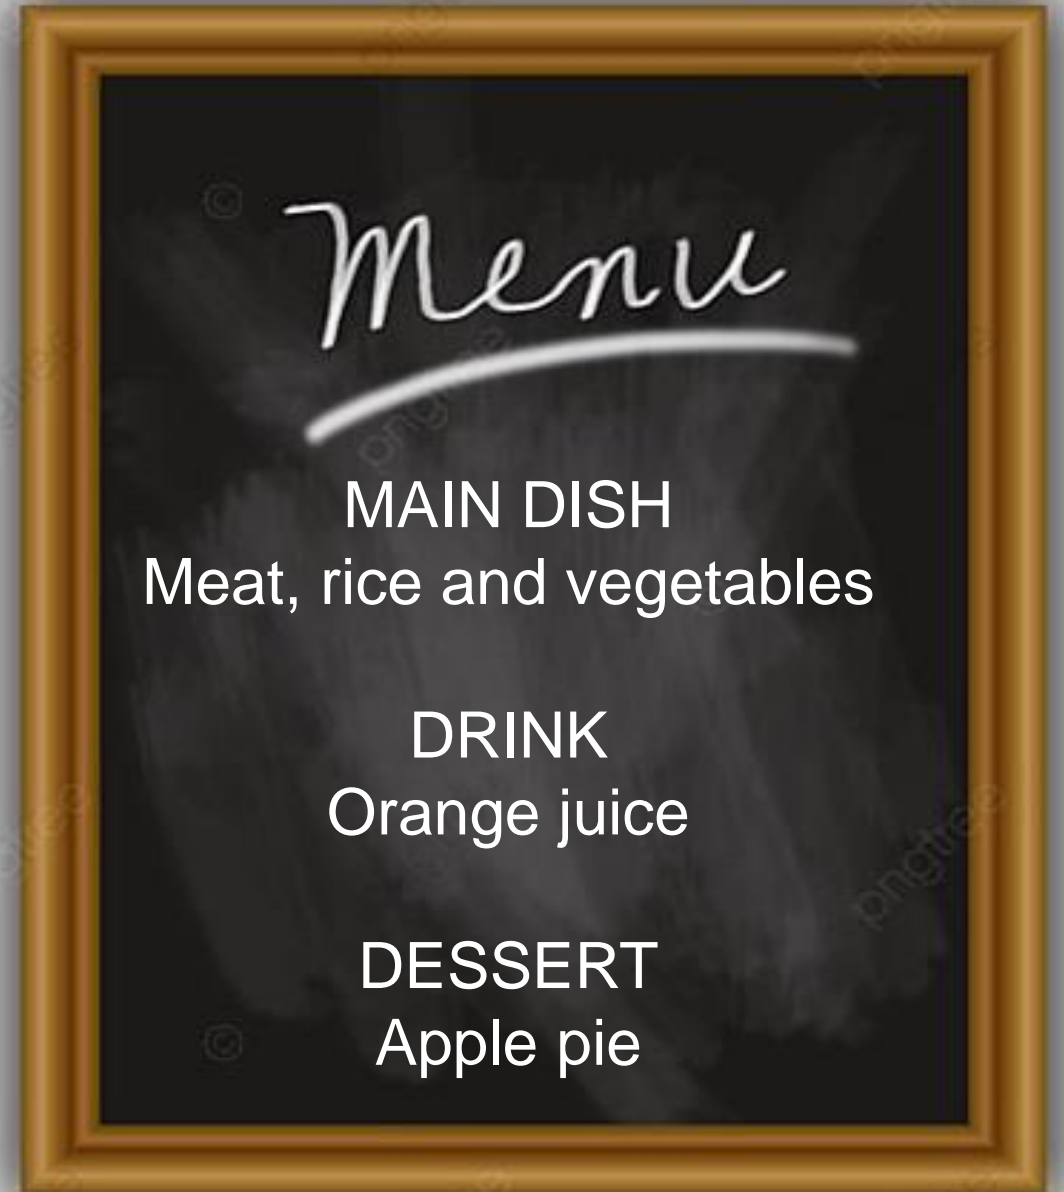 Menu
MAIN DISH
Meat, rice and vegetables
DRINK
Orange juice
DESSERT
Apple pie